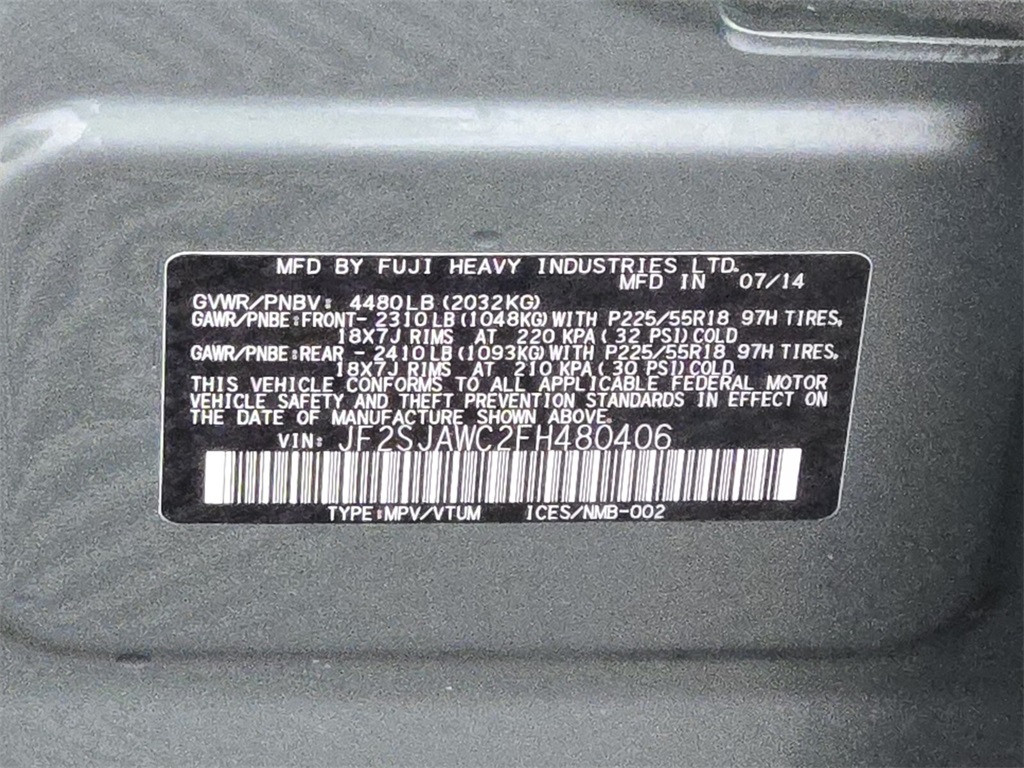 MFD BY FUJI HEAVY INDUSTRIES LTD.
MFD IN 07/14
GVWR/PNBV: 4480LB(2032KG)
GAWR/PNBE:FRONT- 2310LB(1048KG)WITH P225/55R18 97H TIRES,
18X7J RIMS AT 220 KPA( 32 PSI)COLD
GAWR/PNBE:REAR - 2410LB(1093KG)WITH P225/55R18 97H TIRES,
18X7J RIMS AT 210 KPA( 30 PSI)COLD
THIS VEHICLE CONFORMS TO ALL APPLICABLE FEDERAL MOTOR
VEHICLE SAFETY AND THEFT PREVENTION STANDARDS IN EFFECT ON
THE DATE OF MANUFACTURE SHOWN ABOVE.
VIN: JF2SJAWC2FH480406
TYPE:MPV/VTUM ICES/NMB-002